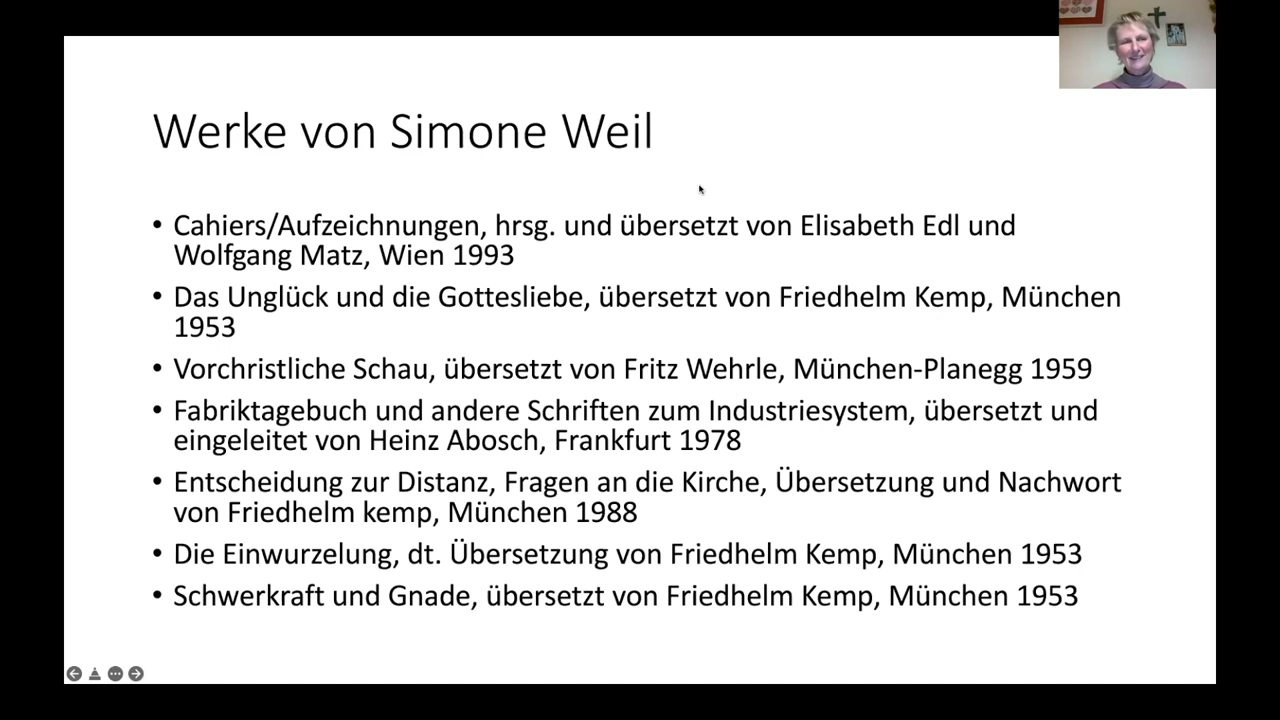 Werke von Simone Weil
• Cahiers/Aufzeichnungen, hrsg. und übersetzt von Elisabeth Edl und
Wolfgang Matz, Wien 1993
• Das Unglück und die Gottesliebe, übersetzt von Friedhelm Kemp, München
1953
• Vorchristliche Schau, übersetzt von Fritz Wehrle, München-Planegg 1959
• Fabriktagebuch und andere Schriften zum Industriesystem, übersetzt und
eingeleitet von Heinz Abosch, Frankfurt 1978
• Entscheidung zur Distanz, Fragen an die Kirche, Übersetzung und Nachwort
von Friedhelm kemp, München 1988
• Die Einwurzelung, dt. Übersetzung von Friedhelm Kemp, München 1953
• Schwerkraft und Gnade, übersetzt von Friedhelm Kemp, München 1953